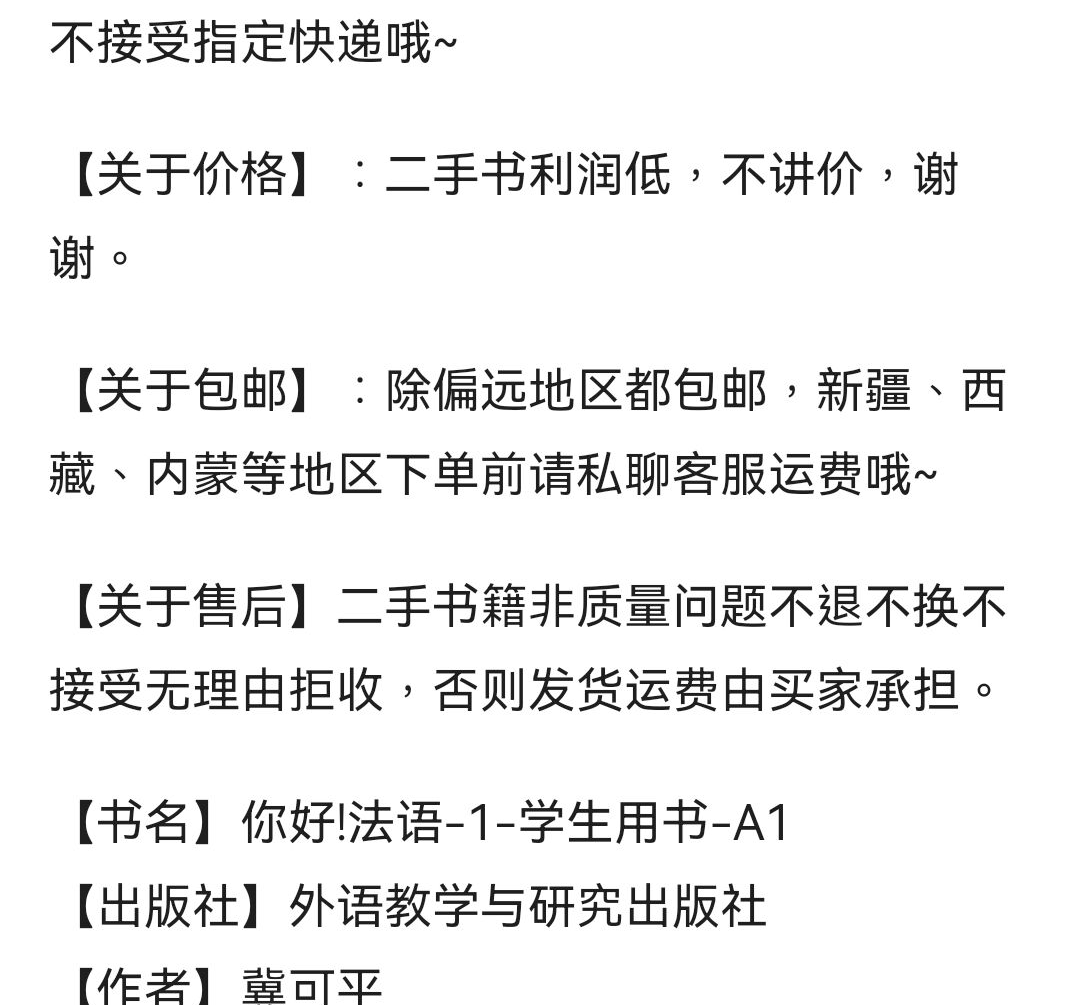 不接受指定快递哦~
【关于价格】：二手书利润低，不讲价，谢
谢。
【关于包邮】：除偏远地区都包邮，新疆、西
藏、内蒙等地区下单前请私聊客服运费哦~
【关于售后】二手书籍非质量问题不退不换不
接受无理由拒收，否则发货运费由买家承担。
【书名】你好!法语-1-学生用书-A1
【出版社】外语教学与研究出版社
【作者】冀可平